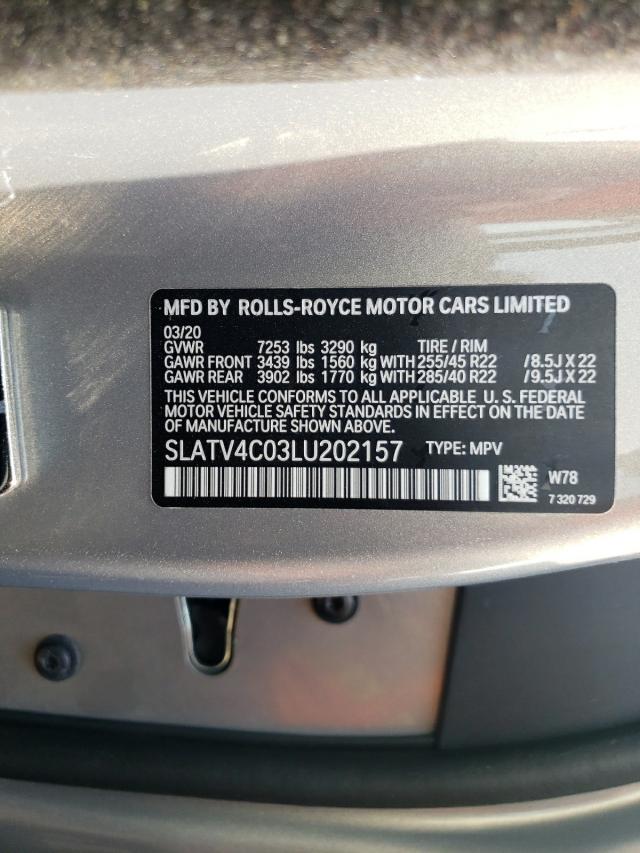 MFD BY ROLLS-ROYCE MOTOR CARS LIMITED
03/20
GVWR 7253 lbs 3290 kg TIRE / RIM
GAWR FRONT 3439 lbs 1560 kg WITH 255/45 R22 / 8.5J X 22
GAWR REAR 3902 lbs 1770 kg WITH 285/40 R22 / 9.5J X 22
THIS VEHICLE CONFORMS TO ALL APPLICABLE U. S. FEDERAL
MOTOR VEHICLE SAFETY STANDARDS IN EFFECT ON THE DATE
OF MANUFACTURE SHOWN ABOVE.
SLATV4C03LU202157 TYPE: MPV
W78
7 320 729